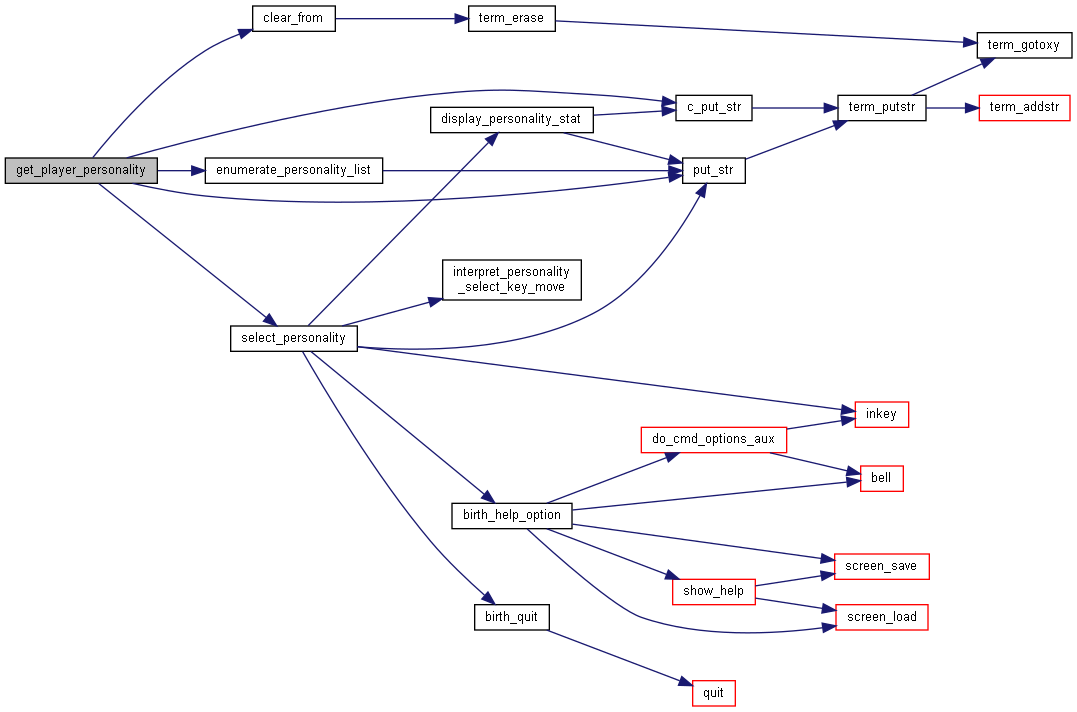 clear_from
term_erase
term_gotoxy
c_put_str
term_putstr
term_addstr
display_personality_stat
get_player_personality
enumerate_personality_list
put_str
interpret_personality
_select_key_move
select_personality
inkey
do_cmd_options_aux
bell
birth_help_option
screen_save
show_help
screen_load
birth_quit
quit